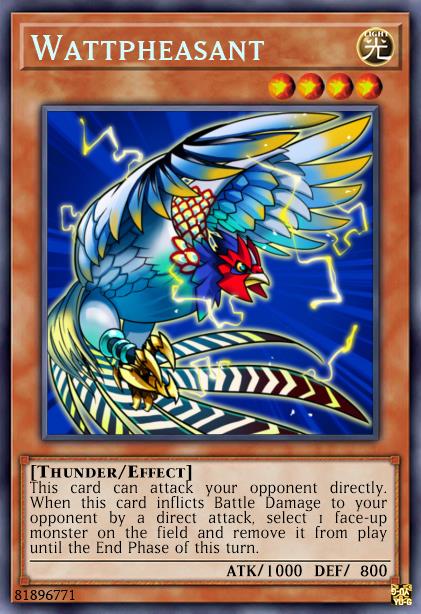 WATTPHEASANT
LIGHT
光
[THUNDER/EFFECT]
This card can attack your opponent directly.
When this card inflicts Battle Damage to your
opponent by a direct attack, select 1 face-up
monster on the field and remove it from play
until the End Phase of this turn.
ATK/1000 DEF/ 800
81896771